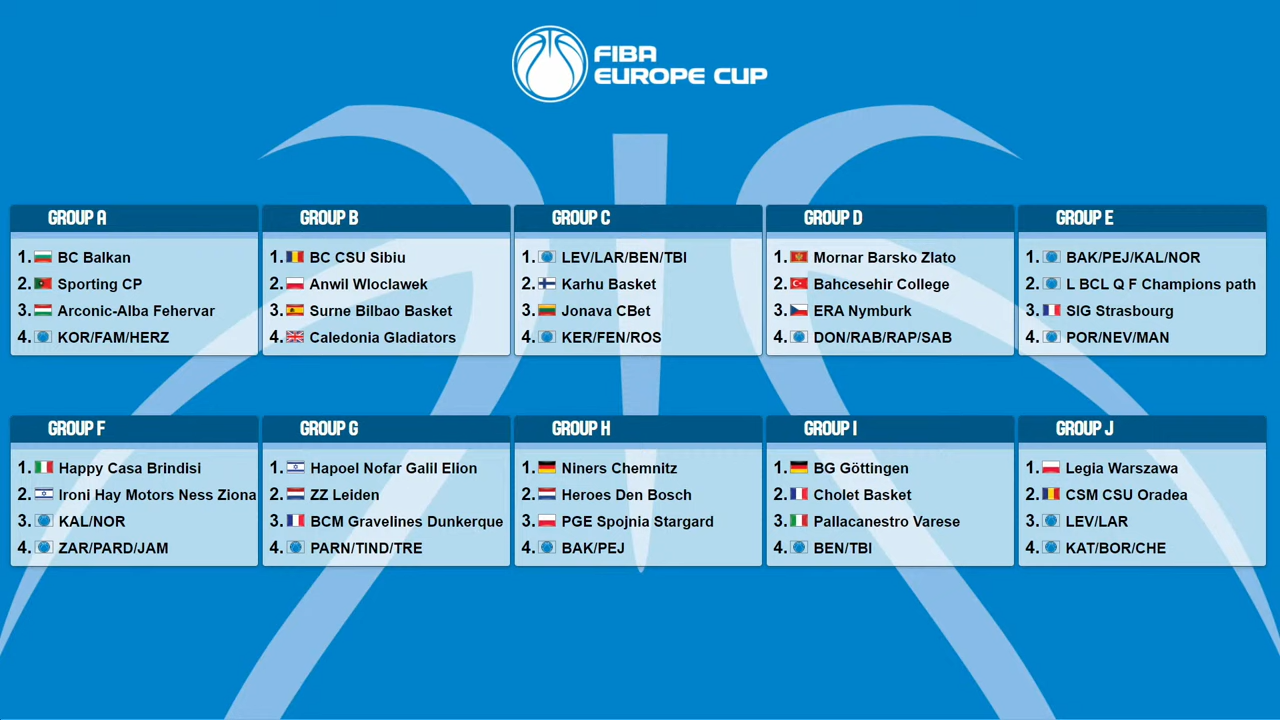 FIBA
EUROPE CUP
GROUP A
1. BC Balkan
2. Sporting CP
3. Arconic-Alba Fehervar
4. KOR/FAM/HERZ
GROUP B
1. BC CSU Sibiu
2. Anwil Wloclawek
3. Surne Bilbao Basket
4. Caledonia Gladiators
GROUP C
1. LEV/LAR/BEN/TBI
2. Karhu Basket
3. Jonava CBet
4. KER/FEN/ROS
GROUP D
1. Mornar Barsko Zlato
2. Bahcesehir College
3. ERA Nymburk
4. DON/RAB/RAP/SAB
GROUP E
1. BAK/PEJ/KAL/NOR
2. L BCL Q F Champions path
3. SIG Strasbourg
4. POR/NEV/MAN
GROUP F
1. Happy Casa Brindisi
2. Ironi Hay Motors Ness Ziona
3. KAL/NOR
4. ZAR/PARD/JAM
GROUP G
1. Hapoel Nofar Galil Elion
2. ZZ Leiden
3. BCM Gravelines Dunkerque
4. PARN/TIND/TRE
GROUP H
1. Niners Chemnitz
2. Heroes Den Bosch
3. PGE Spojnia Stargard
4. BAK/PEJ
GROUP I
1. BG Göttingen
2. Cholet Basket
3. Pallacanestro Varese
4. BEN/TBI
GROUP J
1. Legia Warszawa
2. CSM CSU Oradea
3. LEV/LAR
4. KAT/BOR/CHE